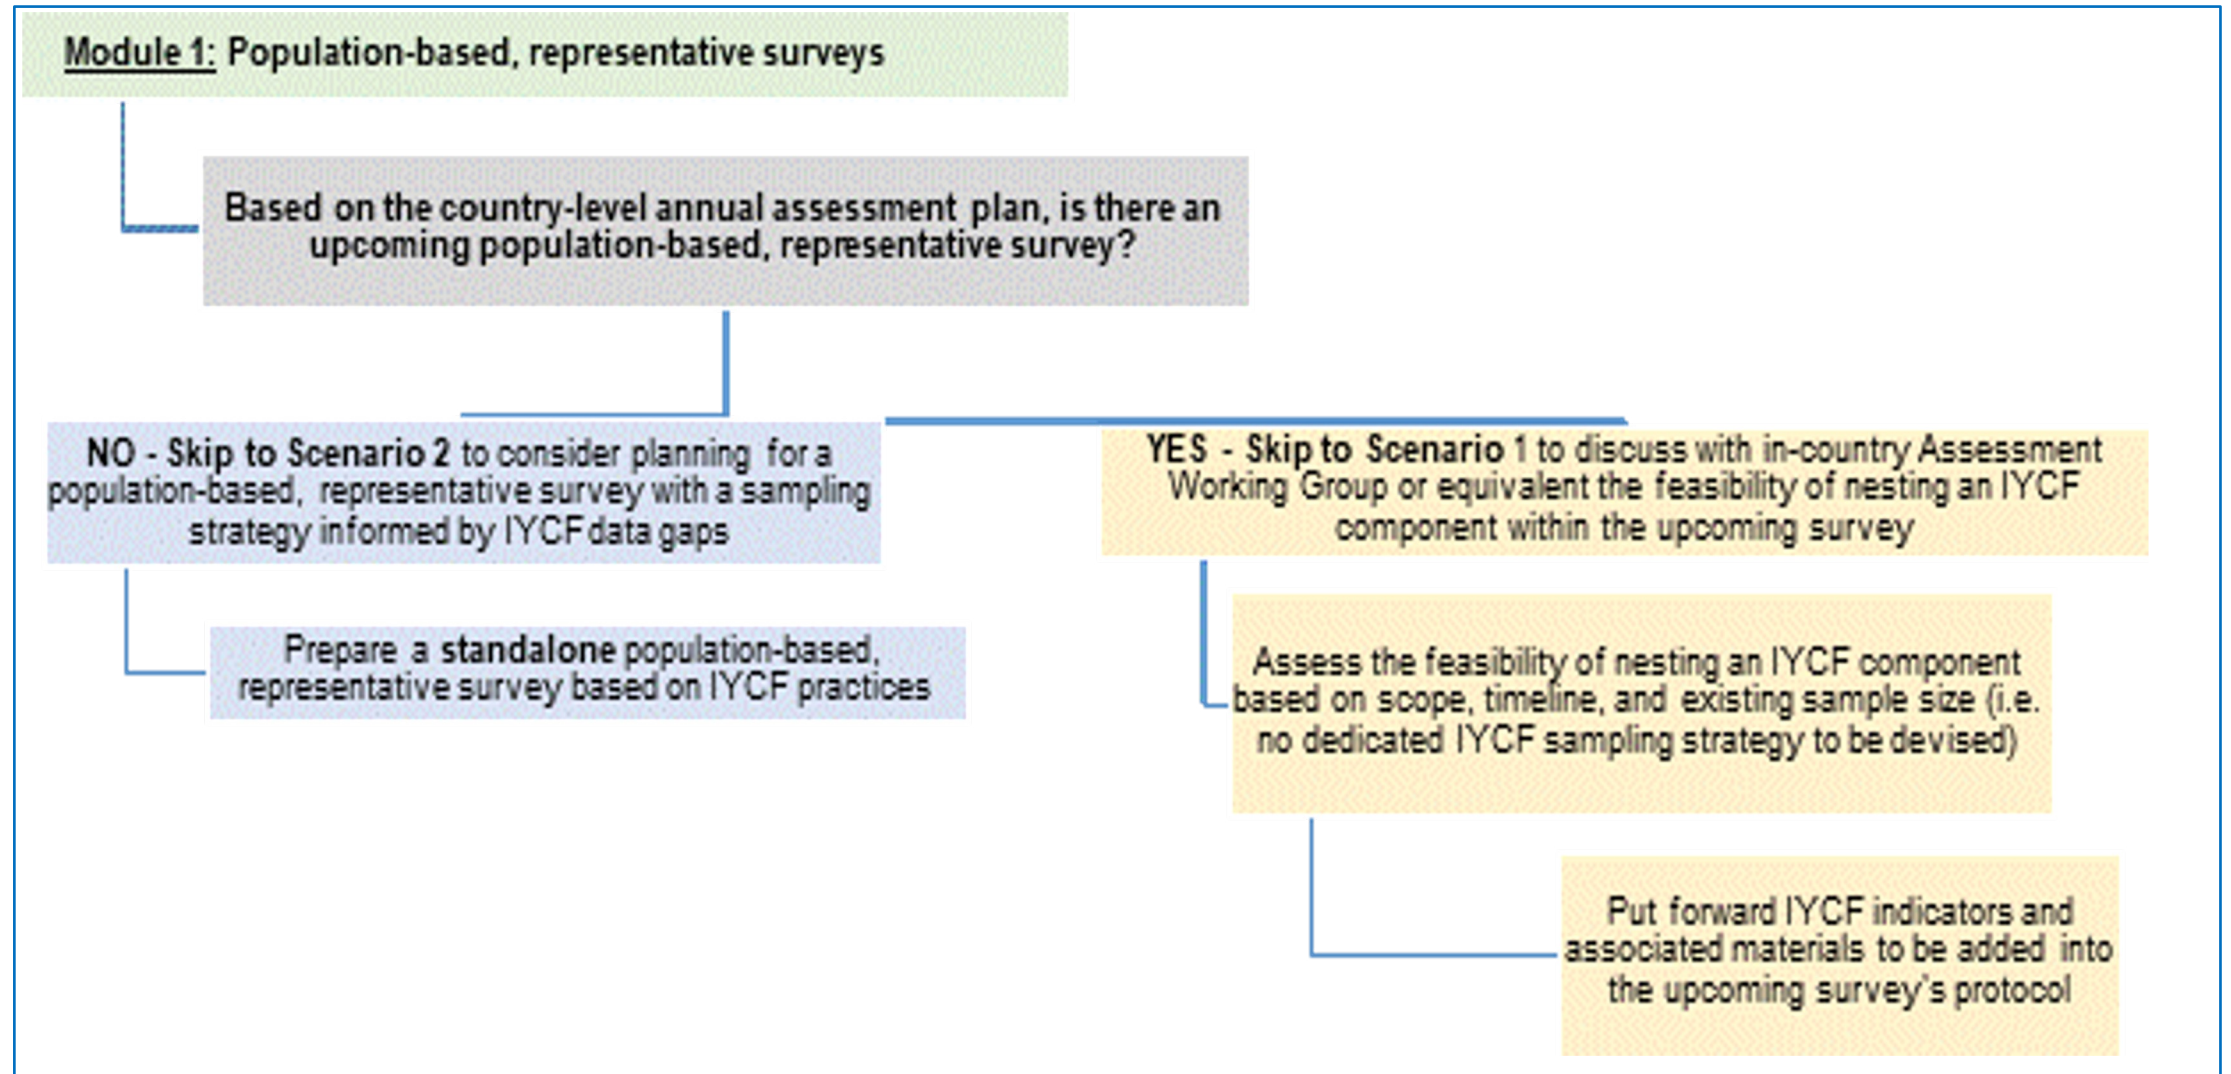 Module 1: Population-based, representative surveys
Based on the country-level annual assessment plan, is there an
upcoming population-based, representative survey?
NO - Skip to Scenario 2 to consider planning for a
population-based, representative survey with a sampling
strategy informed by IYCF data gaps
Prepare a standalone population-based,
representative survey based on IYCF practices
YES - Skip to Scenario 1 to discuss with in-country Assessment
Working Group or equivalent the feasibility of nesting an IYCF
component within the upcoming survey
Assess the feasibility of nesting an IYCF component
based on scope, timeline, and existing sample size (i.e.
no dedicated IYCF sampling strategy to be devised)
Put forward IYCF indicators and
associated materials to be added into
the upcoming survey's protocol